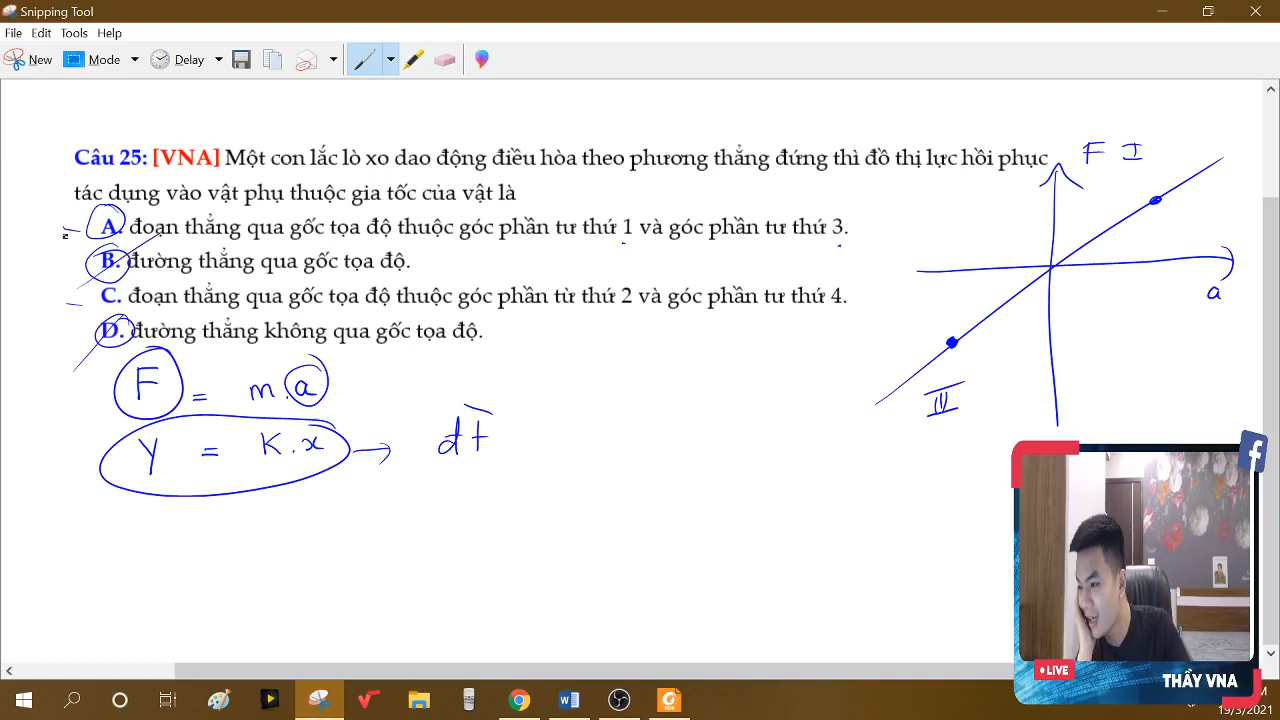 Snipping Tool
File Edit Tools Help
New Mode Delay
Câu 25: [VNA] Một con lắc lò xo dao động điều hòa theo phương thẳng đứng thì đồ thị lực hồi phục
tác dụng vào vật phụ thuộc gia tốc của vật là
A. đoạn thẳng qua gốc tọa độ thuộc góc phần tư thứ 1 và góc phần tư thứ 3.
B. đường thẳng qua gốc tọa độ.
C. đoạn thẳng qua gốc tọa độ thuộc góc phần từ thứ 2 và góc phần tư thứ 4.
D. đường thẳng không qua gốc tọa độ.
F = m.a
y = K.x → dt
F I
a
LIVE
THẦY VNA
19/3/2021